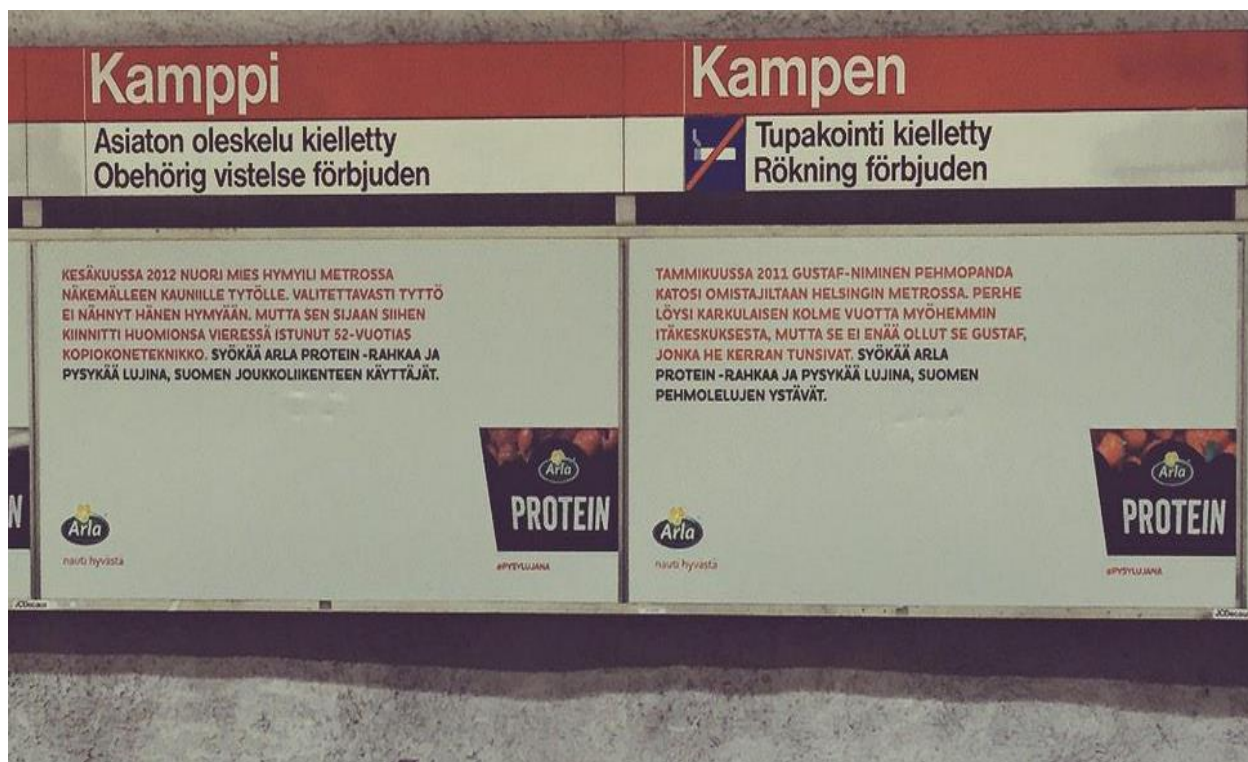 Kamppi
Asiaton oleskelu kielletty
Obehörig vistelse förbjuden
Kampen
Tupakointi kielletty
Rökning förbjuden
KESÄKUUSSA 2012 NUORI MIES HYMYILI METROSSA
NÄKEMÄLLEEN KAUNIILLE TYTÖLLE. VALITETTAVASTI TYTTÖ
EI NÄHNYT HÄNEN HYMYÄÄN. MUTTA SEN SIJAAN SIIHEN
KIINNITTI HUOMIONSA VIERESSÄ ISTUNUT 52-VUOTIAS
KOPIOKONETEKNIKKO. SYÖKÄÄ ARLA PROTEIN -RAHKAA JA
PYSYKÄÄ LUJINA, SUOMEN JOUKKOLIIKENTEEN KÄYTTÄJÄT.
Arla
PROTEIN
Arla
nauti hyvästä
#PYSYLUJANA
TAMMIKUUSSA 2011 GUSTAF-NIMINEN PEHMOPANDA
KATOSI OMISTAJILTAAN HELSINGIN METROSSA. PERHE
LÖYSI KARKULAISEN KOLME VUOTTA MYÖHEMMIN
ITÄKESKUKSESTA, MUTTA SE EI ENÄÄ OLLUT SE GUSTAF,
JONKA HE KERRAN TUNSIVAT. SYÖKÄÄ ARLA
PROTEIN -RAHKAA JA PYSYKÄÄ LUJINA, SUOMEN
PEHMOLELUJEN YSTÄVÄT.
Arla
PROTEIN
Arla
nauti hyvästä
#PYSYLUJANA
N
JCDecaux
JCDecaux